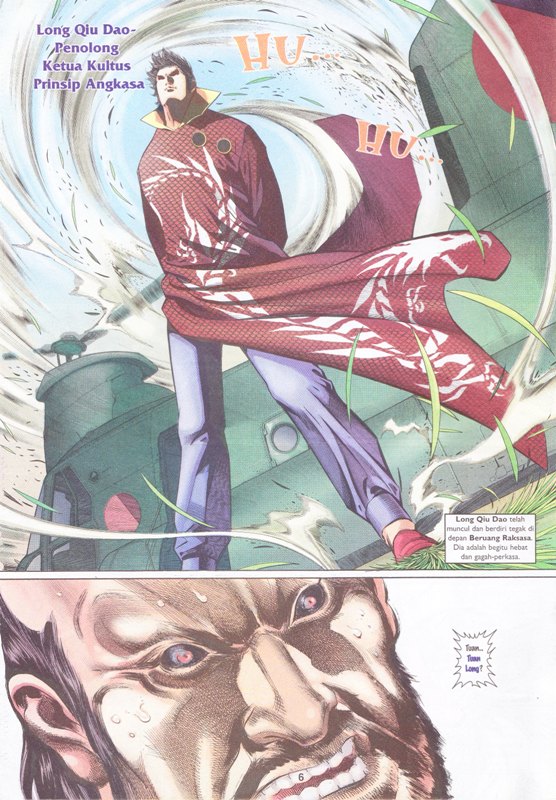 Long Qiu Dao-
Penolong
Ketua Kultus
Prinsip Angkasa
HU...
HU...
Long Qiu Dao telah
muncul dan berdiri tegak di
depan Beruang Raksasa.
Dia adalah begitu hebat
dan gagah-perkasa.
Tuan...
Tuan
Long?
6